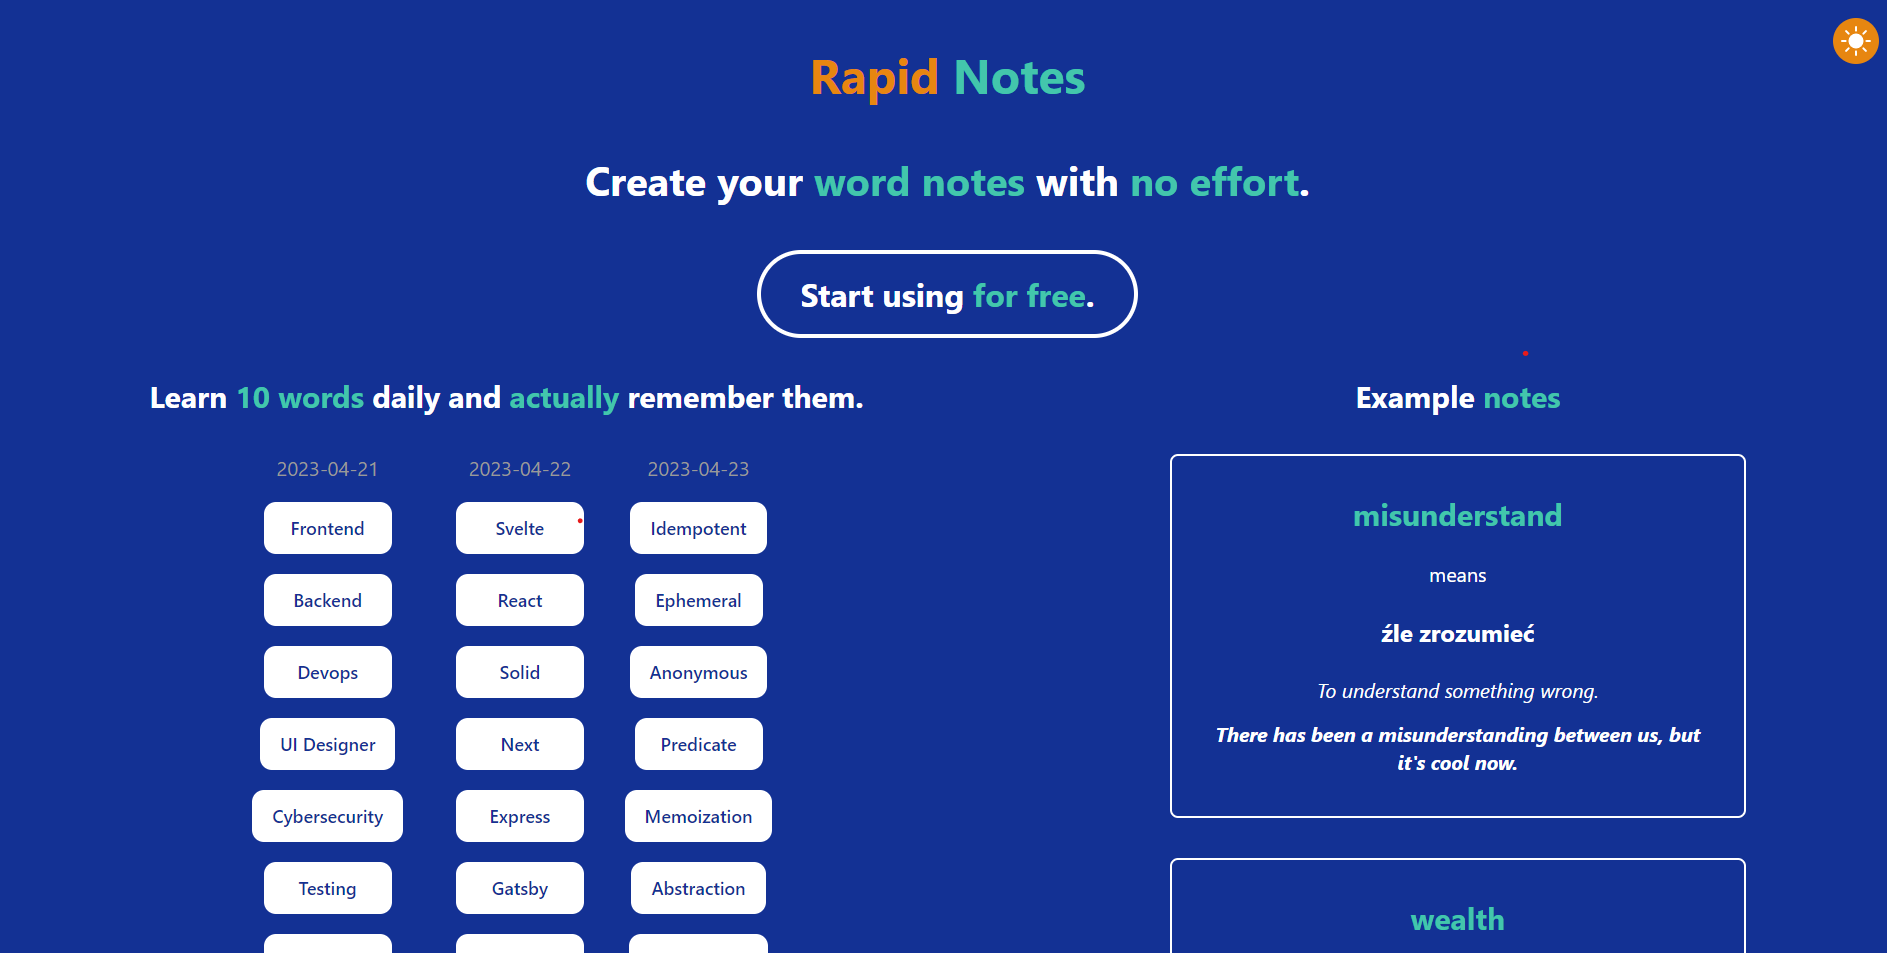 Rapid Notes
Create your word notes with no effort.
Start using for free.
Learn 10 words daily and actually remember them.
2023-04-21
Frontend
Backend
Devops
UI Designer
Cybersecurity
Testing
2023-04-22
Svelte
React
Solid
Next
Express
Gatsby
2023-04-23
Idempotent
Ephemeral
Anonymous
Predicate
Memoization
Abstraction
Example notes
misunderstand
means
źle zrozumieć
To understand something wrong.
There has been a misunderstanding between us, but
it's cool now.
wealth